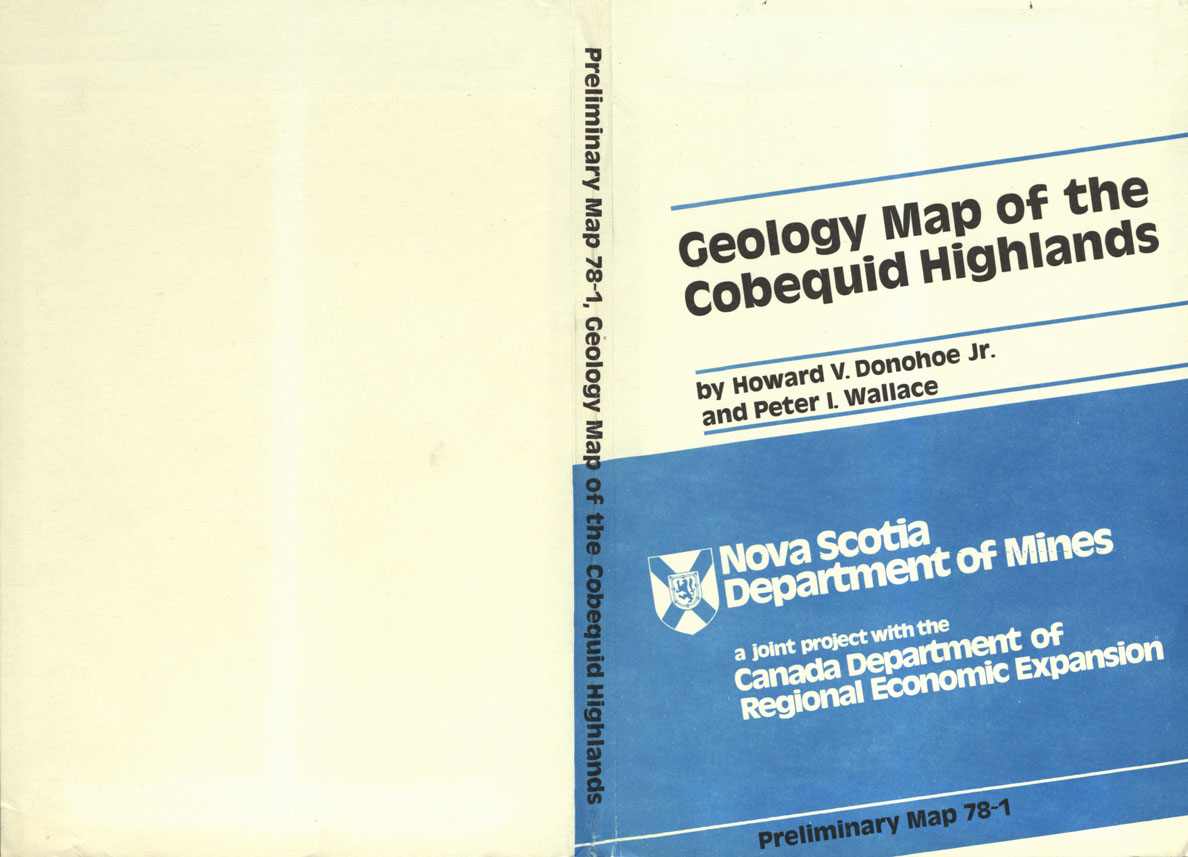 Preliminary Map 78-1, Geology Map of the Cobequid Highlands
Geology Map of the
Cobequid Highlands
by Howard V. Donohoe Jr.
and Peter I. Wallace
Nova Scotia
Department of Mines
a joint project with the
Canada Department of
Regional Economic Expansion
Preliminary Map 78-1